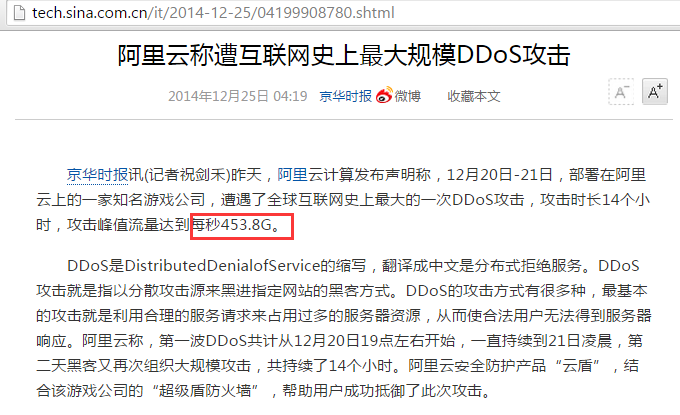 tech.sina.com.cn/it/2014-12-25/04199908780.shtml
阿里云称遭互联网史上最大规模DDoS攻击
2014年12月25日 04:19 京华时报 微博 收藏本文 A- A+
京华时报讯(记者祝剑禾)昨天，阿里云计算发布声明称，12月20日-21日，部署在阿里
云上的一家知名游戏公司，遭遇了全球互联网史上最大的一次DDoS攻击，攻击时长14个小
时，攻击峰值流量达到每秒453.8G。
DDoS是DistributedDenialofService的缩写，翻译成中文是分布式拒绝服务。DDoS
攻击就是指以分散攻击源来黑进指定网站的黑客方式。DDoS的攻击方式有很多种，最基本
的攻击就是利用合理的服务请求来占用过多的服务器资源，从而使合法用户无法得到服务器
响应。阿里云称，第一波DDoS共计从12月20日19点左右开始，一直持续到21日凌晨，第
二天黑客又再次组织大规模攻击，共持续了14个小时。阿里云安全防护产品“云盾”，结
合该游戏公司的“超级盾防火墙”，帮助用户成功抵御了此次攻击。